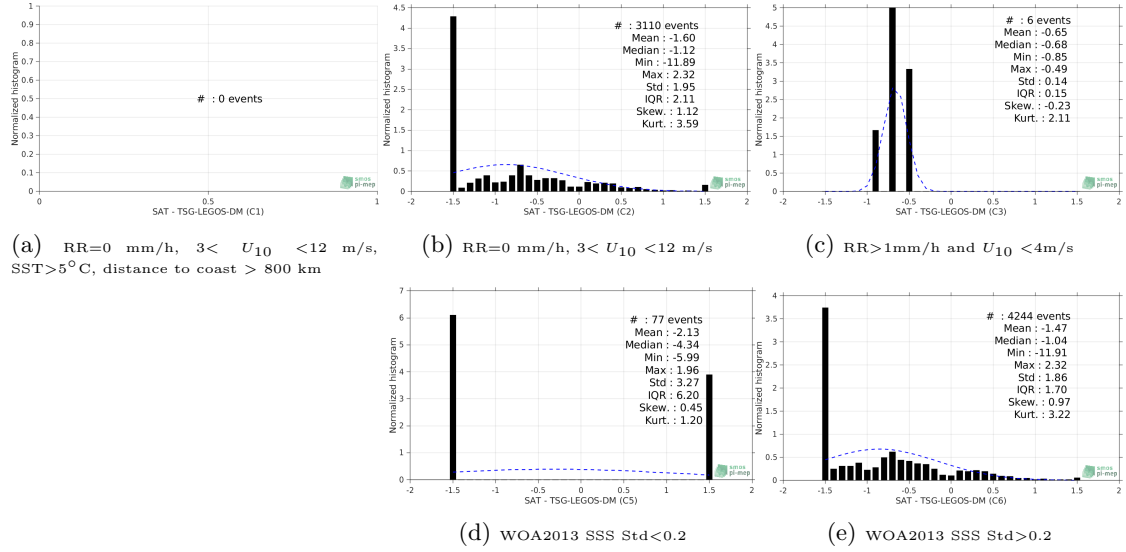 1
0.9
0.8
0.7
0.6
0.5
0.4
0.3
0.2
0.1
0
Normalized histogram
# : 0 events
smos
pi-mep
0 0.5 1
SAT - TSG-LEGOS-DM (C1)
(a) RR=0 mm/h, 3< U10 <12 m/s,
SST>5°C, distance to coast > 800 km
4.5
4
3.5
3
2.5
2
1.5
1
0.5
0
Normalized histogram
# : 3110 events
Mean : -1.60
Median : -1.12
Min : -11.89
Max : 2.32
Std : 1.95
IQR : 2.11
Skew. : 1.12
Kurt. : 3.59
smos
pi-mep
-2 -1.5 -1 -0.5 0 0.5 1 1.5 2
SAT - TSG-LEGOS-DM (C2)
(b) RR=0 mm/h, 3< U10 <12 m/s
5
4.5
4
3.5
3
2.5
2
1.5
1
0.5
0
Normalized histogram
# : 6 events
Mean : -0.65
Median : -0.68
Min : -0.85
Max : -0.49
Std : 0.14
IQR : 0.15
Skew. : -0.23
Kurt. : 2.11
smos
pi-mep
-2 -1.5 -1 -0.5 0 0.5 1 1.5 2
SAT - TSG-LEGOS-DM (C3)
(c) RR>1mm/h and U10 <4m/s
7
6
5
4
3
2
1
0
Normalized histogram
# : 77 events
Mean : -2.13
Median : -4.34
Min : -5.99
Max : 1.96
Std : 3.27
IQR : 6.20
Skew. : 0.45
Kurt. : 1.20
smos
pi-mep
-2 -1.5 -1 -0.5 0 0.5 1 1.5 2
SAT - TSG-LEGOS-DM (C5)
(d) WOA2013 SSS Std<0.2
4
3.5
3
2.5
2
1.5
1
0.5
0
Normalized histogram
# : 4244 events
Mean : -1.47
Median : -1.04
Min : -11.91
Max : 2.32
Std : 1.86
IQR : 1.70
Skew. : 0.97
Kurt. : 3.22
smos
pi-mep
-2 -1.5 -1 -0.5 0 0.5 1 1.5 2
SAT - TSG-LEGOS-DM (C6)
(e) WOA2013 SSS Std>0.2